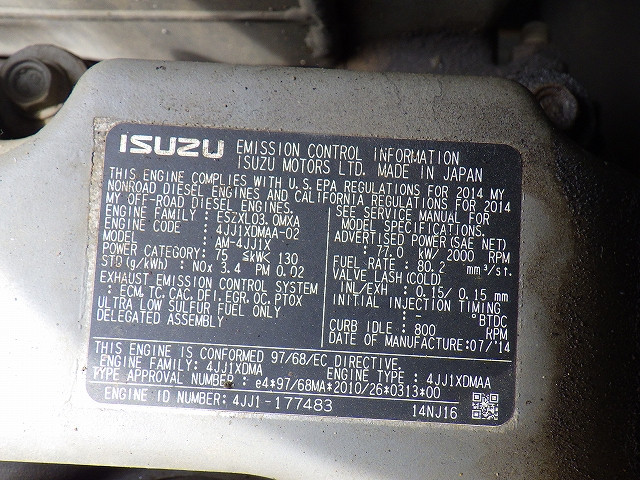 ISUZU EMISSION CONTROL INFORMATION
ISUZU MOTORS LTD. MADE IN JAPAN
THIS ENGINE COMPLIES WITH U.S.EPA REGULATIONS FOR 2014 MY
NONROAD DIESEL ENGINES AND CALIFORNIA REGULATIONS FOR 2014
MY OFF-ROAD DIESEL ENGINES.
ENGINE FAMILY : ESZXL03.0MXA
ENGINE CODE : 4JJ1XDMAA-02
MODEL : AM-4JJ1X
POWER CATEGORY: 75 ≤kW< 130
STD (g/kWh) : NOx 3.4 PM 0.02
EXHAUST EMISSION CONTROL SYSTEM
: ECM, TC, CAC, DFI, EGR, OC, PTOX
ULTRA LOW SULFUR FUEL ONLY
DELEGATED ASSEMBLY
SEE SERVICE MANUAL FOR
MODEL SPECIFICATIONS.
ADVERTISED POWER(SAE NET)
: 77.0 kW/ 2000 RPM
FUEL RATE : 80.2 mm³/st.
VALVE LASH(COLD)
INL/EXH : 0.15/ 0.15 mm
INITIAL INJECTION TIMING
: - °BTDC
CURB IDLE : 800 RPM
DATE OF MANUFACTURE:07/'14
THIS ENGINE IS CONFORMED 97/68/EC DIRECTIVE.
ENGINE FAMILY: 4JJ1XDMA ENGINE TYPE : 4JJ1XDMAA
TYPE APPROVAL NUMBER : e4*97/68MA*2010/26*0313*00
ENGINE ID NUMBER: 4JJ1-177483 14NJ16